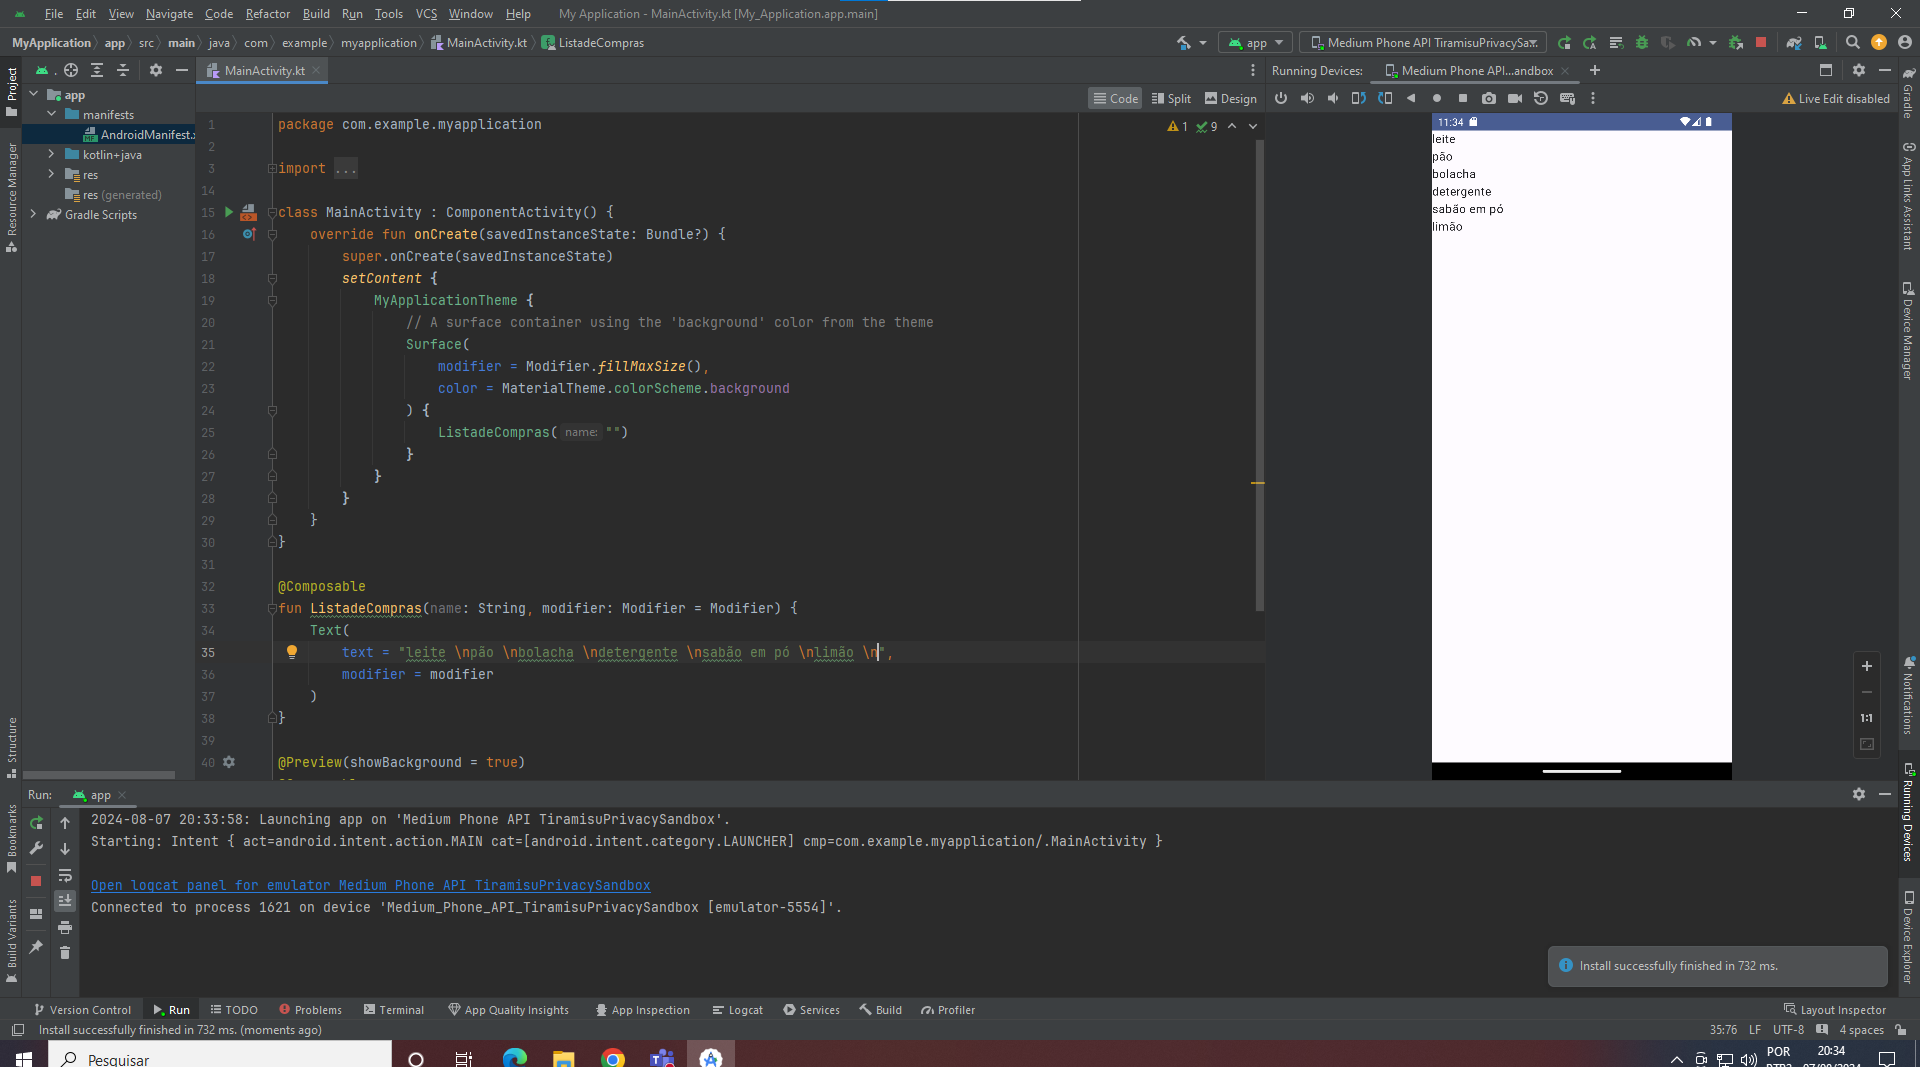 File Edit View Navigate Code Refactor Build Run Tools VCS Window Help My Application - MainActivity.kt [My_Application.app.main]
MyApplication app src main java com example myapplication MainActivity.kt ListadeCompras
app Medium Phone API TiramisuPrivacySa
MainActivity.kt
Running Devices: Medium Phone API...andbox
Code Split Design
Live Edit disabled
Project
Resource Manager
Structure
Bookmarks
Build Variants
app
manifests
AndroidManifest.x
kotlin+java
res
res (generated)
Gradle Scripts
1 9
1 package com.example.myapplication
2
3 import ...
14
15 class MainActivity : ComponentActivity() {
16 override fun onCreate(savedInstanceState: Bundle?) {
17 super.onCreate(savedInstanceState)
18 setContent {
19 MyApplicationTheme {
20 // A surface container using the 'background' color from the theme
21 Surface(
22 modifier = Modifier.fillMaxSize(),
23 color = MaterialTheme.colorScheme.background
24 ) {
25 ListadeCompras( name: "")
26 }
27 }
28 }
29 }
30 }
31
32 @Composable
33 fun ListadeCompras(name: String, modifier: Modifier = Modifier) {
34 Text(
35 text = "leite \npão \nbolacha \ndetergente \nsabão em pó \nlimão \n",
36 modifier = modifier
37 )
38 }
39
40 @Preview(showBackground = true)
11:34
leite
pão
bolacha
detergente
sabão em pó
limão
1:1
Gradle
App Links Assistant
Device Manager
Notifications
Running Devices
Device Explorer
Run: app
2024-08-07 20:33:58: Launching app on 'Medium Phone API TiramisuPrivacySandbox'.
Starting: Intent { act=android.intent.action.MAIN cat=[android.intent.category.LAUNCHER] cmp=com.example.myapplication/.MainActivity }
Open logcat panel for emulator Medium Phone API TiramisuPrivacySandbox
Connected to process 1621 on device 'Medium_Phone_API_TiramisuPrivacySandbox [emulator-5554]'.
Install successfully finished in 732 ms.
Version Control Run TODO Problems Terminal App Quality Insights App Inspection Logcat Services Build Profiler Layout Inspector
Install successfully finished in 732 ms. (moments ago) 35:76 LF UTF-8 4 spaces
Pesquisar
POR
20:34